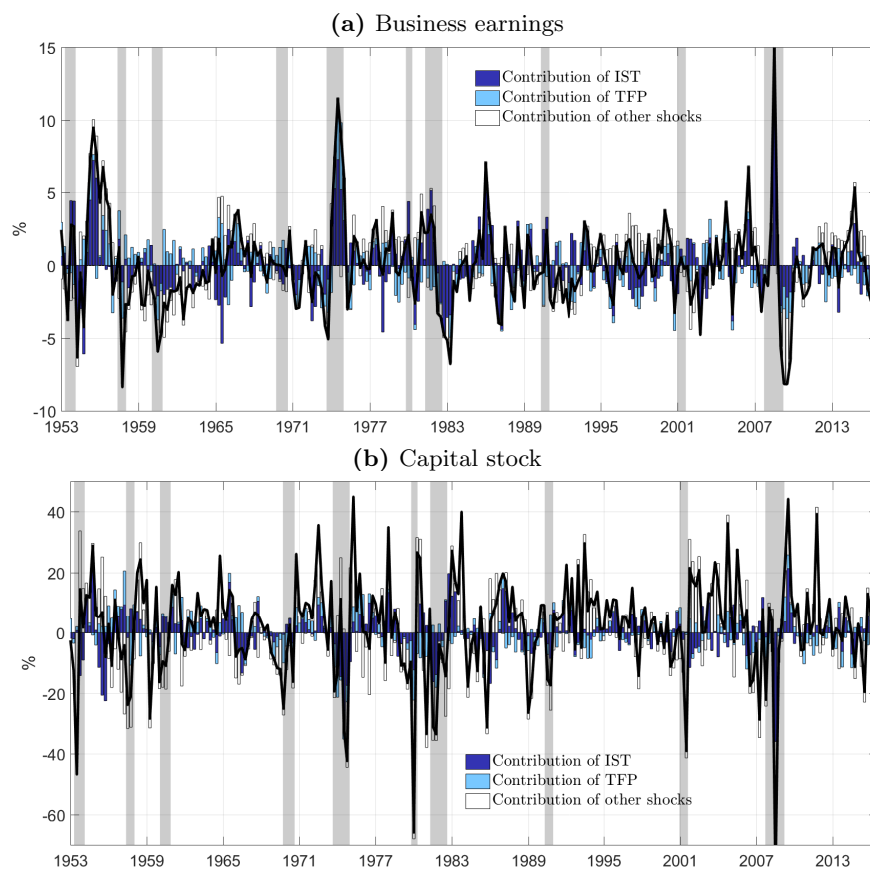 (a) Business earnings
15
10
5
0
-5
-10
%
Contribution of IST
Contribution of TFP
Contribution of other shocks
1953 1959 1965 1971 1977 1983 1989 1995 2001 2007 2013
(b) Capital stock
40
20
0
-20
-40
-60
%
Contribution of IST
Contribution of TFP
Contribution of other shocks
1953 1959 1965 1971 1977 1983 1989 1995 2001 2007 2013